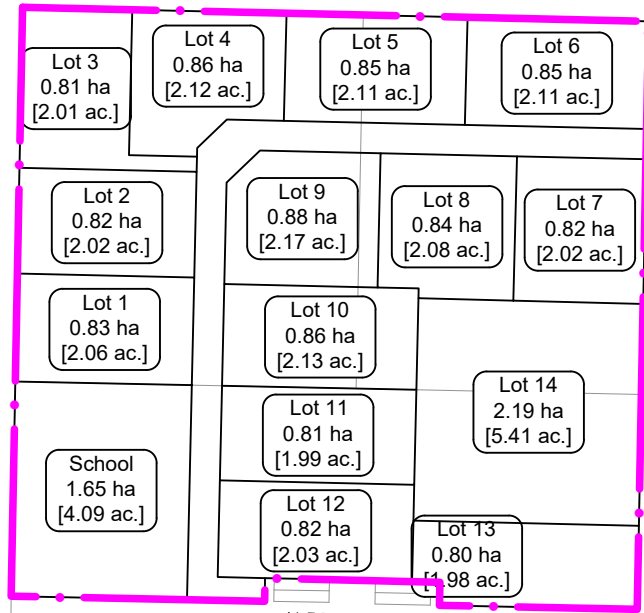 Lot 3
0.81 ha
[2.01 ac.]
Lot 4
0.86 ha
[2.12 ac.]
Lot 5
0.85 ha
[2.11 ac.]
Lot 6
0.85 ha
[2.11 ac.]
Lot 2
0.82 ha
[2.02 ac.]
Lot 9
0.88 ha
[2.17 ac.]
Lot 8
0.84 ha
[2.08 ac.]
Lot 7
0.82 ha
[2.02 ac.]
Lot 1
0.83 ha
[2.06 ac.]
Lot 10
0.86 ha
[2.13 ac.]
Lot 14
2.19 ha
[5.41 ac.]
Lot 11
0.81 ha
[1.99 ac.]
School
1.65 ha
[4.09 ac.]
Lot 12
0.82 ha
[2.03 ac.]
Lot 13
0.80 ha
[1.98 ac.]